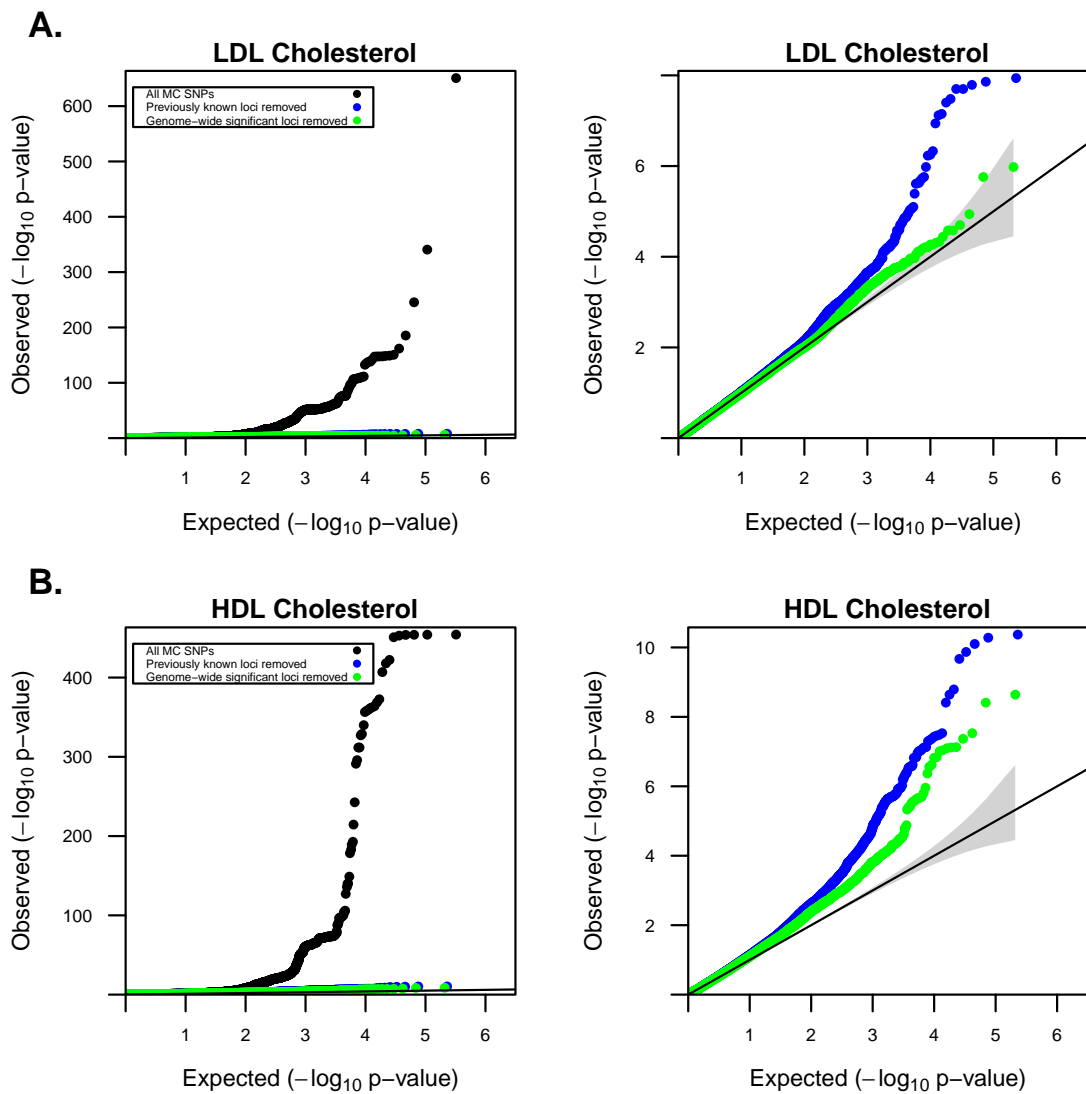 A.
LDL Cholesterol
All MC SNPs
Previously known loci removed
Genome−wide significant loci removed
600
500
400
300
200
100
1 2 3 4 5 6
Observed (−log10 p−value)
Expected (−log10 p−value)
LDL Cholesterol
6
4
2
1 2 3 4 5 6
Observed (−log10 p−value)
Expected (−log10 p−value)
B.
HDL Cholesterol
All MC SNPs
Previously known loci removed
Genome−wide significant loci removed
400
300
200
100
1 2 3 4 5 6
Observed (−log10 p−value)
Expected (−log10 p−value)
HDL Cholesterol
10
8
6
4
2
1 2 3 4 5 6
Observed (−log10 p−value)
Expected (−log10 p−value)